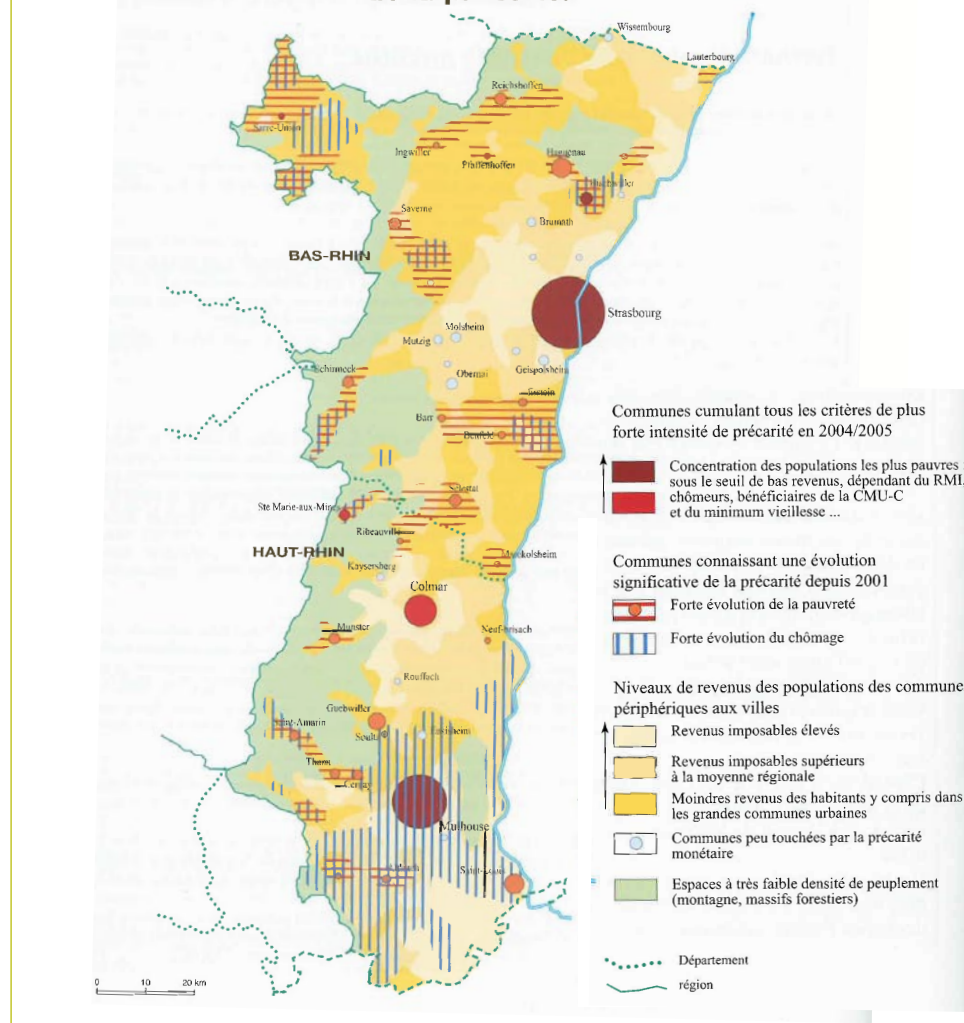 Wissembourg
Lauterbourg
Reichshoffen
Sarre-Union
Ingwiller
Pfaffenhoffen
Haguenau
Bischwiller
Saverne
Brumath
BAS-RHIN
Strasbourg
Molsheim
Mutzig
Schirmeck
Obernai
Geispolsheim
Erstein
Barr
Benfeld
Sélestat
Ste Marie-aux-Mines
Ribeauvillé
HAUT-RHIN
Marckolsheim
Kaysersberg
Colmar
Munster
Neuf-brisach
Rouffach
Guebwiller
Saint-Amarin
Soultz
Ensisheim
Thann
Cernay
Mulhouse
Altkirch
Saint-Louis
0 10 20 km
Communes cumulant tous les critères de plus
forte intensité de précarité en 2004/2005
Concentration des populations les plus pauvres
sous le seuil de bas revenus, dépendant du RMI,
chômeurs, bénéficiaires de la CMU-C
et du minimum vieillesse ...
Communes connaissant une évolution
significative de la précarité depuis 2001
Forte évolution de la pauvreté
Forte évolution du chômage
Niveaux de revenus des populations des commune
périphériques aux villes
Revenus imposables élevés
Revenus imposables supérieurs
à la moyenne régionale
Moindres revenus des habitants y compris dans
les grandes communes urbaines
Communes peu touchées par la précarité
monétaire
Espaces à très faible densité de peuplement
(montagne, massifs forestiers)
Département
région